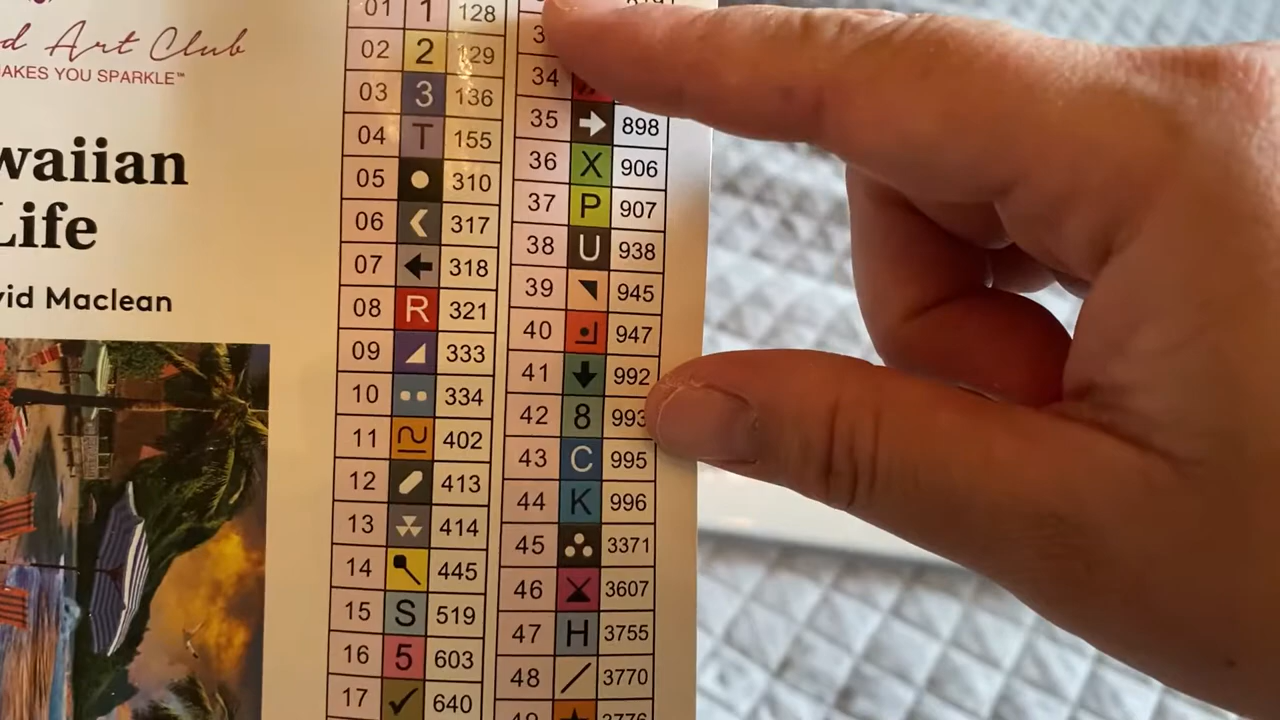 d Art Club
AKES YOU SPARKLE™
waiian
Life
vid Maclean
01 1 128
02 2 129
03 3 136
04 T 155
05 310
06 317
07 318
08 R 321
09 333
10 334
11 402
12 413
13 414
14 445
15 S 519
16 5 603
17 640
3
34
35 898
36 X 906
37 P 907
38 U 938
39 945
40 947
41 992
42 8 993
43 C 995
44 K 996
45 3371
46 3607
47 H 3755
48 3770
49 3776